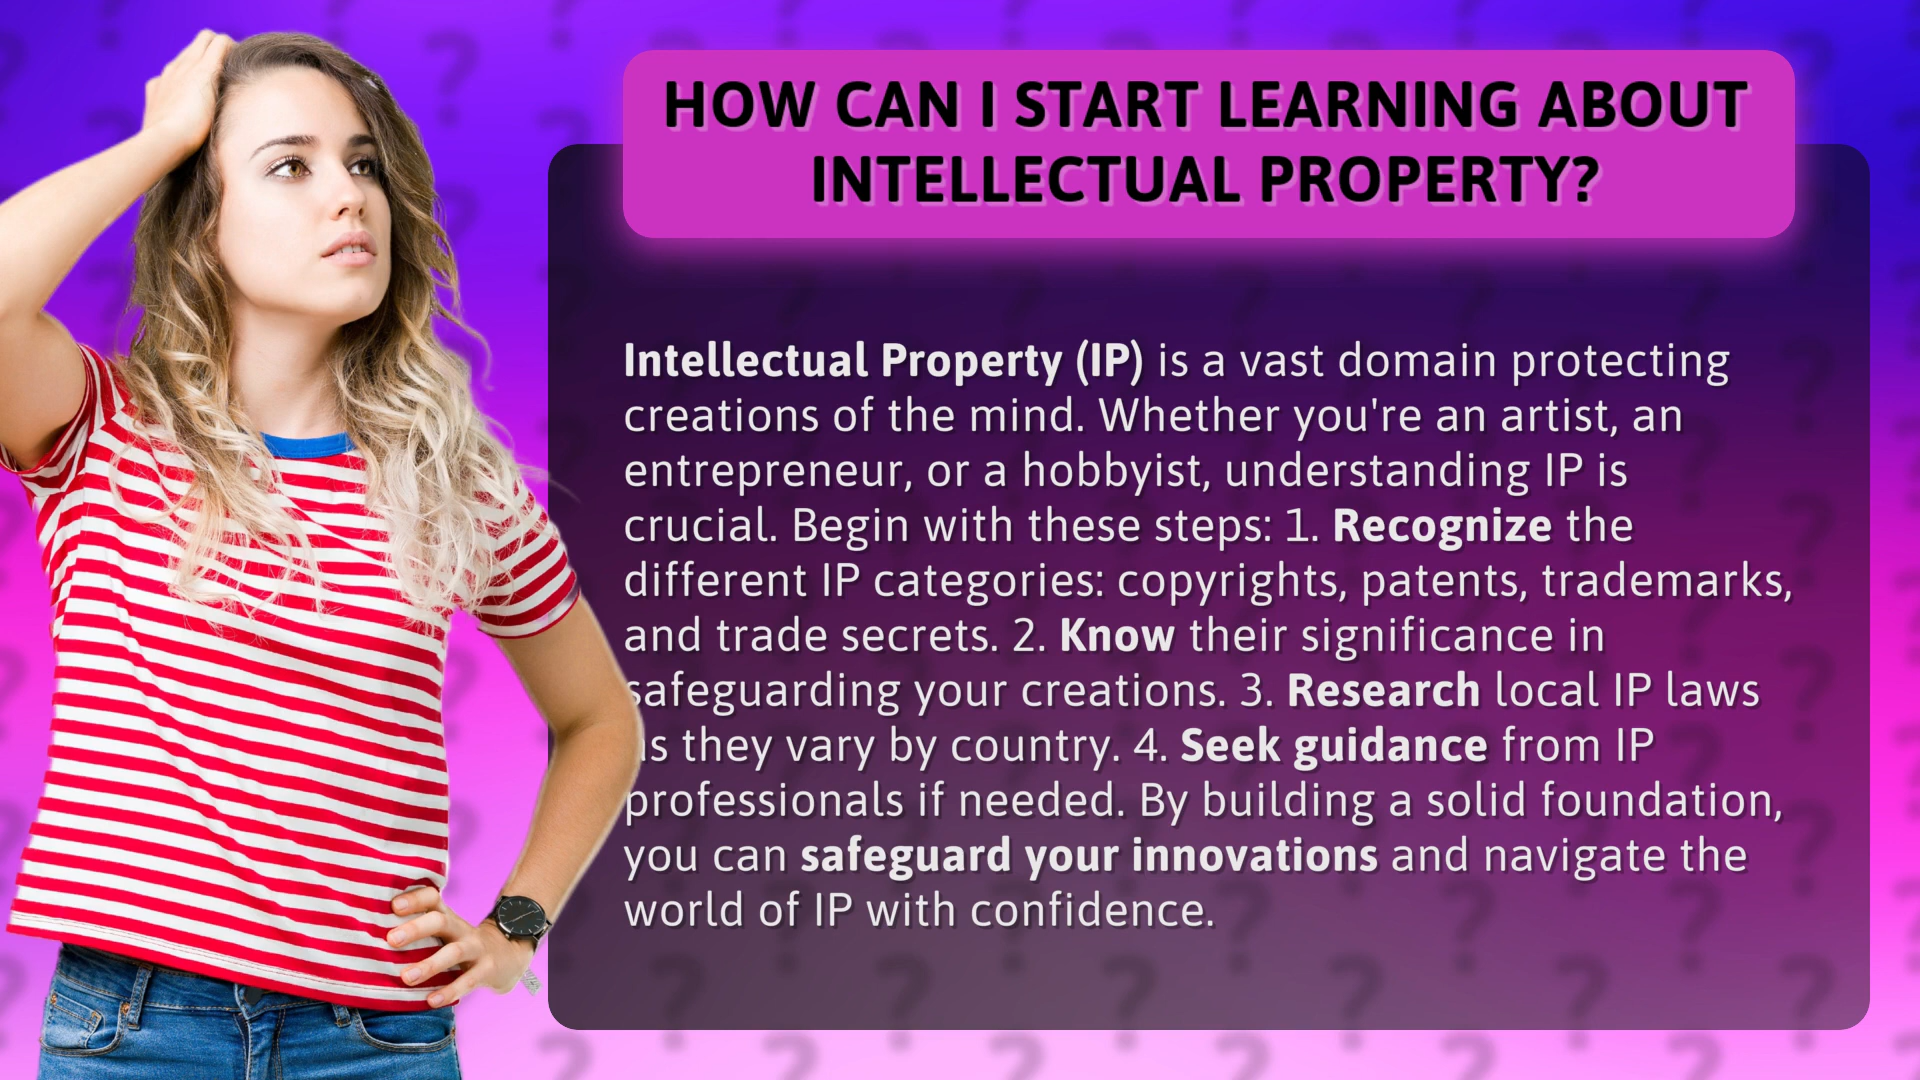 HOW CAN I START LEARNING ABOUT
INTELLECTUAL PROPERTY?
Intellectual Property (IP) is a vast domain protecting
creations of the mind. Whether you're an artist, an
entrepreneur, or a hobbyist, understanding IP is
crucial. Begin with these steps: 1. Recognize the
different IP categories: copyrights, patents, trademarks,
and trade secrets. 2. Know their significance in
safeguarding your creations. 3. Research local IP laws
as they vary by country. 4. Seek guidance from IP
professionals if needed. By building a solid foundation,
you can safeguard your innovations and navigate the
world of IP with confidence.